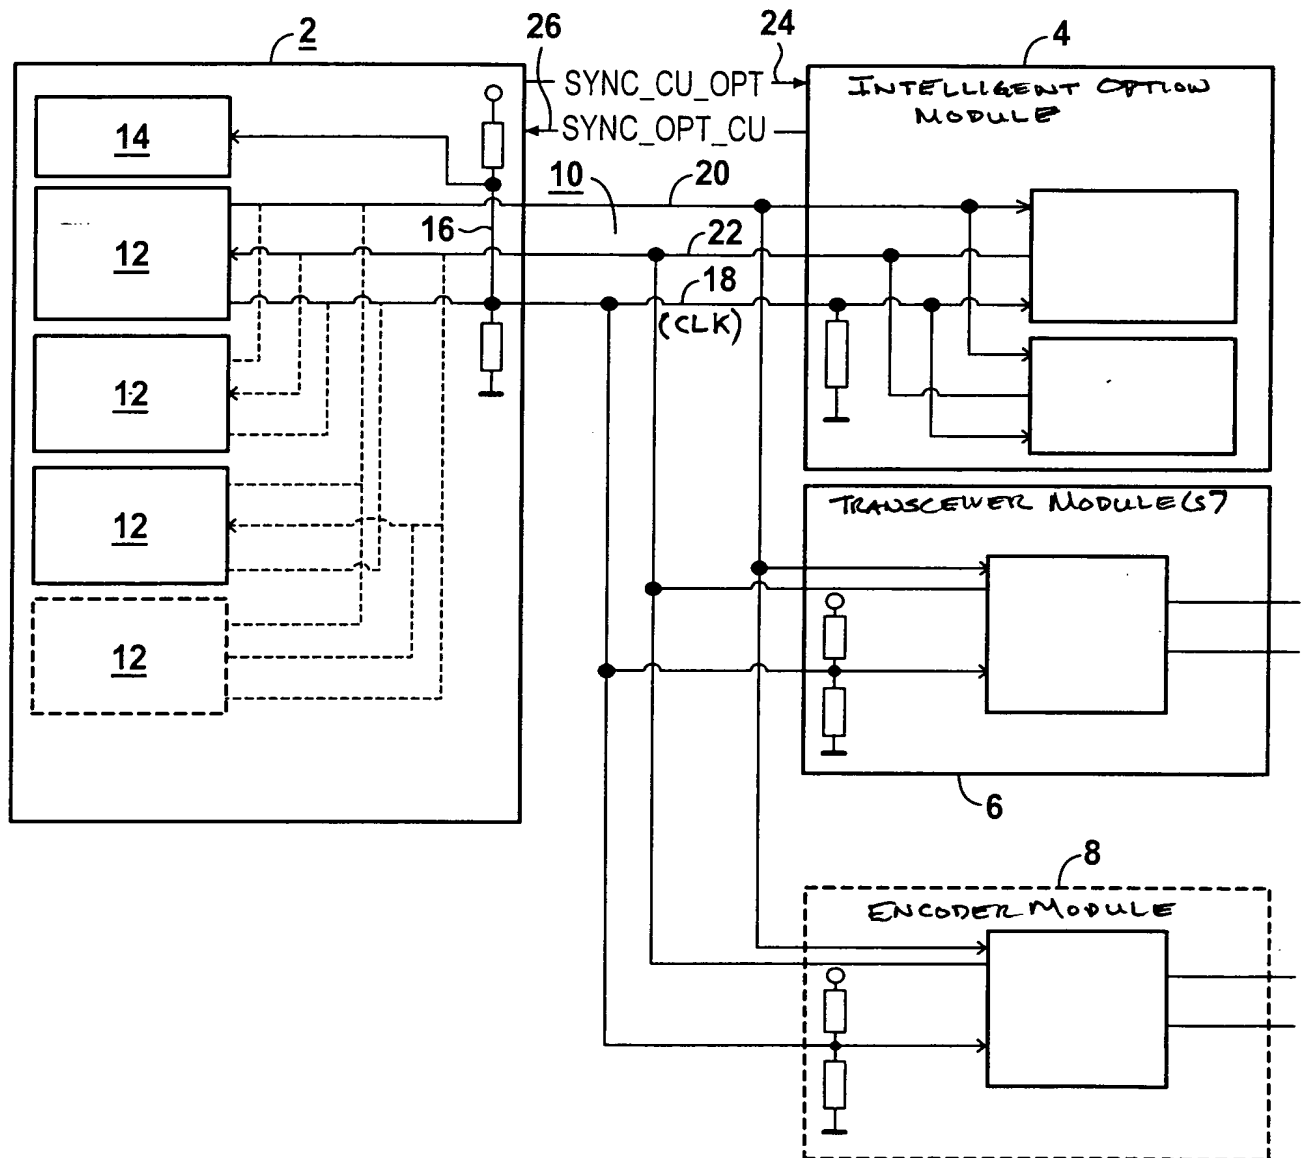 2
26
24
4
SYNC_CU_OPT
SYNC_OPT_CU
INTELLIGENT OPTION
MODULE
14
10
20
12
16
22
18
(CLK)
12
12
TRANSCEIVER MODULE(S)
12
6
8
ENCODER MODULE